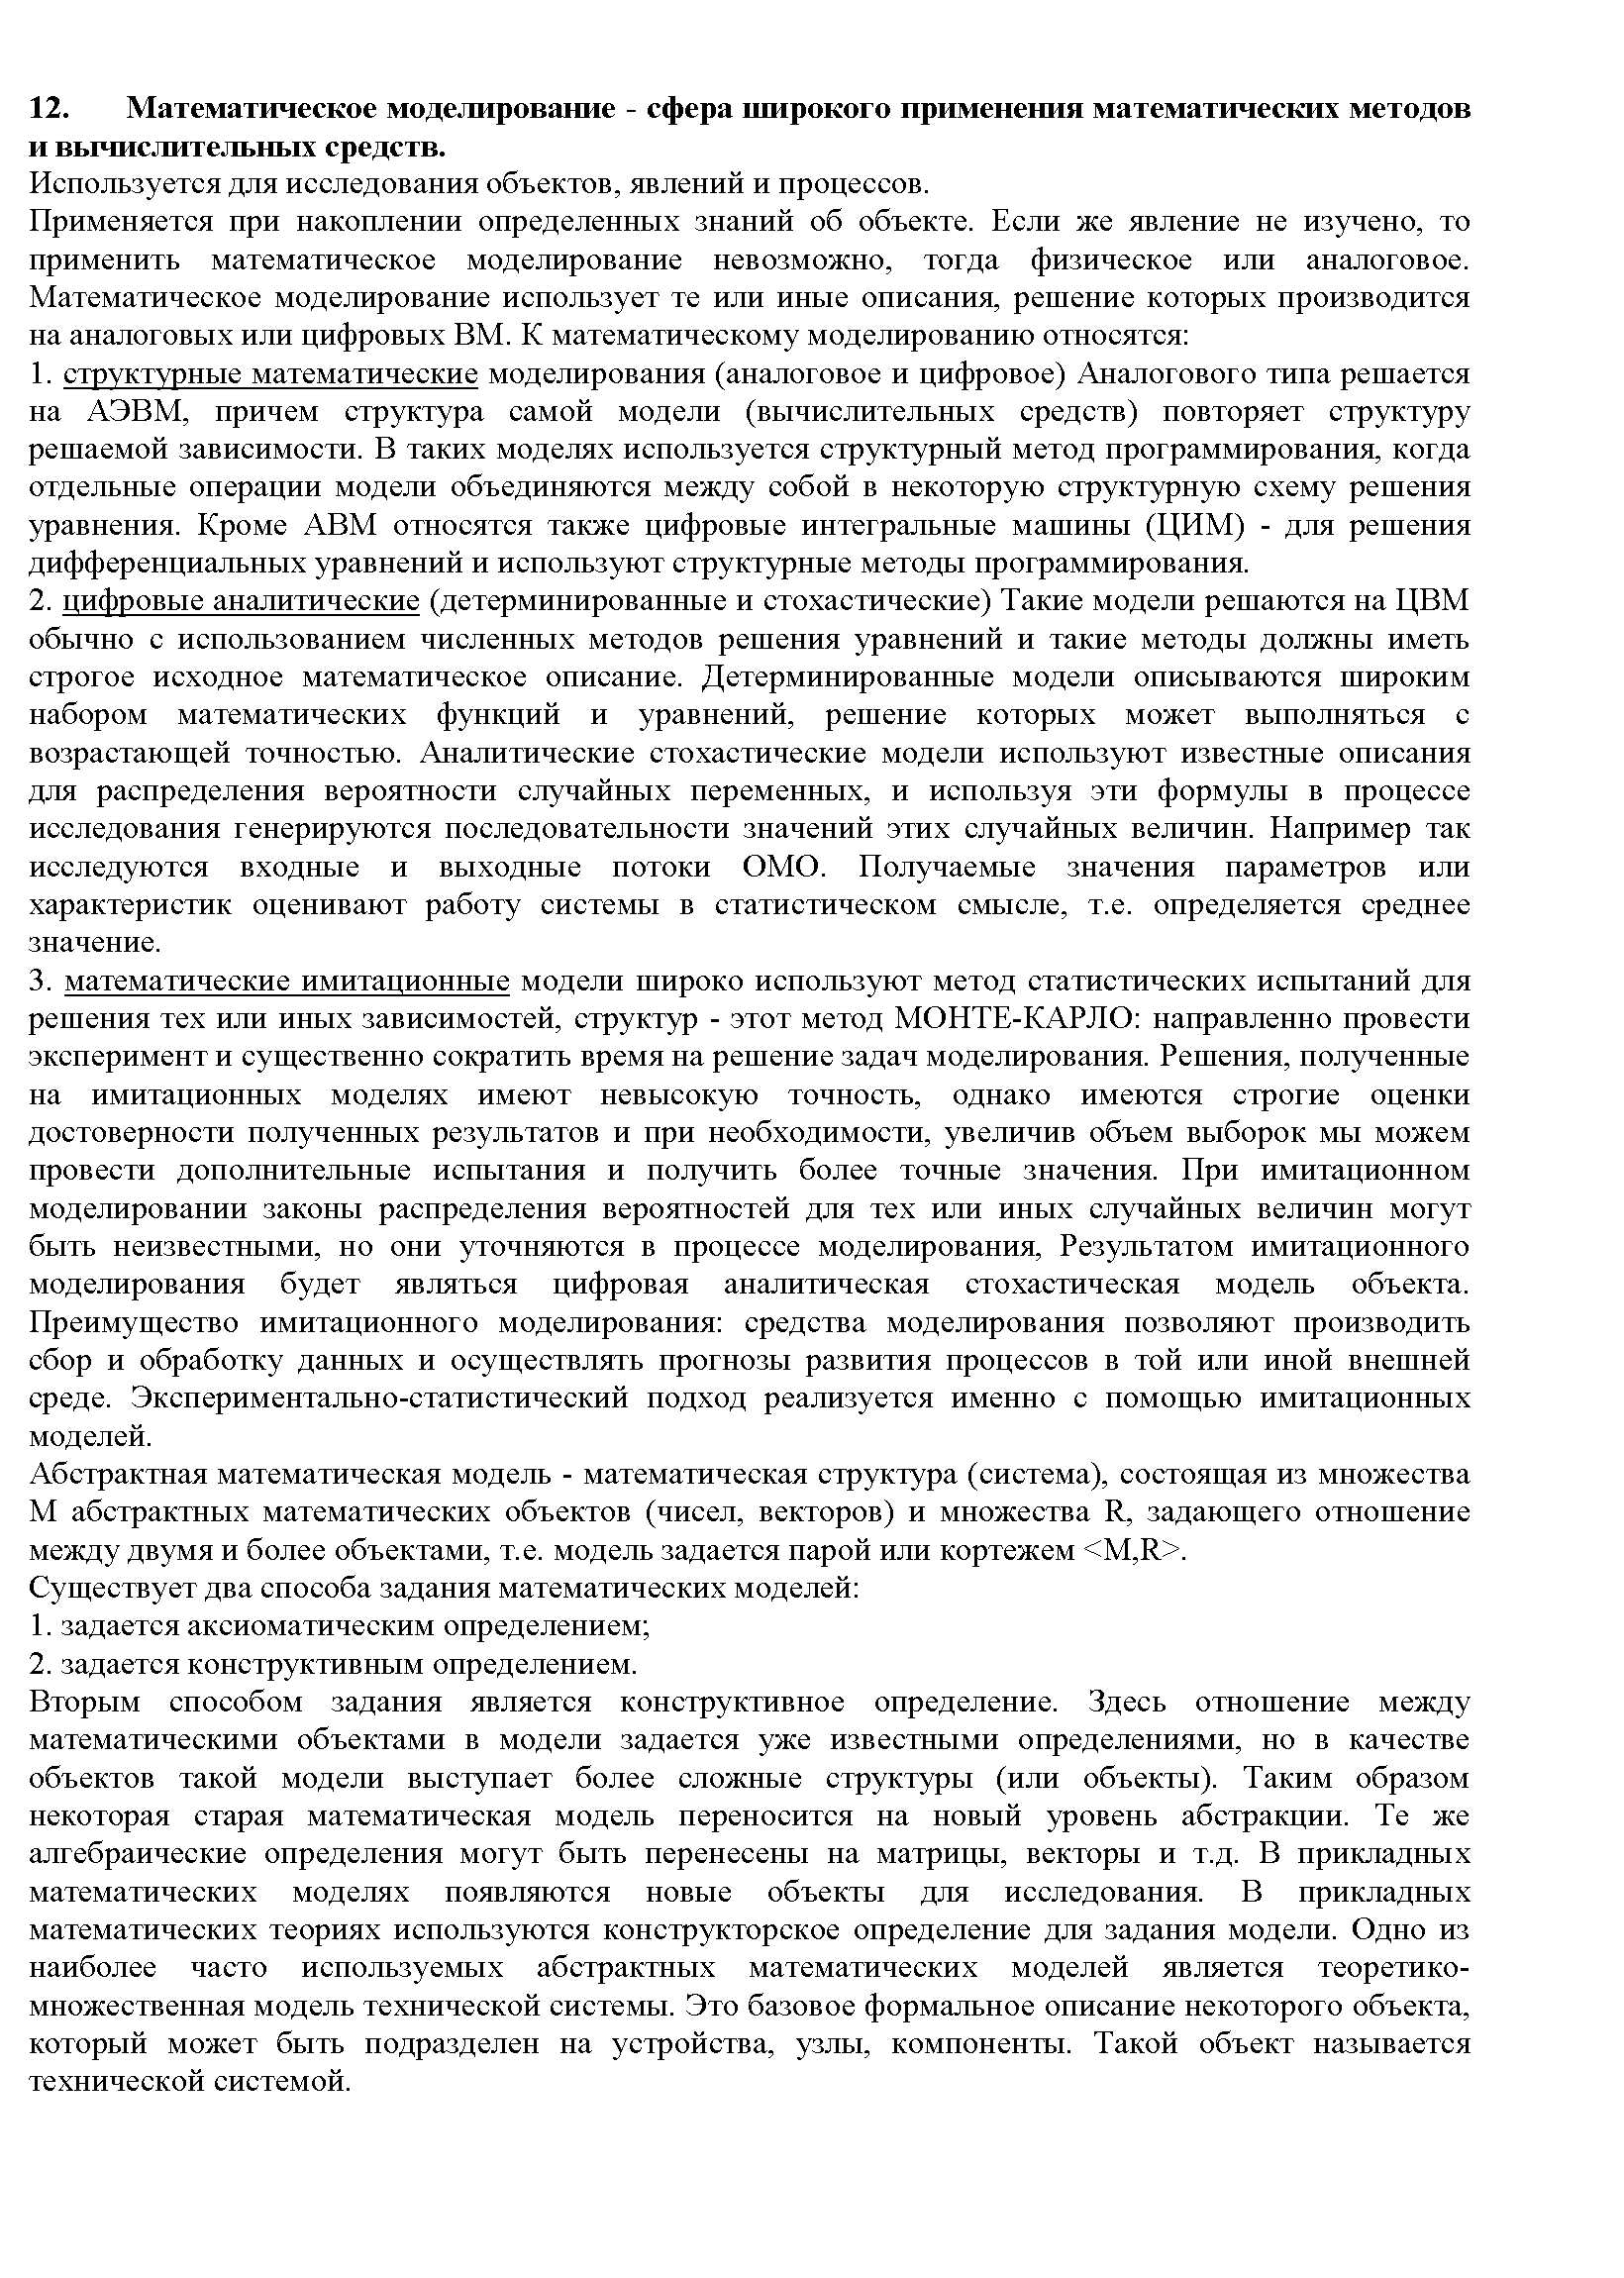 12. Математическое моделирование - сфера широкого применения математических методов
и вычислительных средств.
Используется для исследования объектов, явлений и процессов.
Применяется при накоплении определенных знаний об объекте. Если же явление не изучено, то
применить математическое моделирование невозможно, тогда физическое или аналоговое.
Математическое моделирование использует те или иные описания, решение которых производится
на аналоговых или цифровых ВМ. К математическому моделированию относятся:
1. структурные математические моделирования (аналоговое и цифровое) Аналогового типа решается
на АЭВМ, причем структура самой модели (вычислительных средств) повторяет структуру
решаемой зависимости. В таких моделях используется структурный метод программирования, когда
отдельные операции модели объединяются между собой в некоторую структурную схему решения
уравнения. Кроме АВМ относятся также цифровые интегральные машины (ЦИМ) - для решения
дифференциальных уравнений и используют структурные методы программирования.
2. цифровые аналитические (детерминированные и стохастические) Такие модели решаются на ЦВМ
обычно с использованием численных методов решения уравнений и такие методы должны иметь
строгое исходное математическое описание. Детерминированные модели описываются широким
набором математических функций и уравнений, решение которых может выполняться с
возрастающей точностью. Аналитические стохастические модели используют известные описания
для распределения вероятности случайных переменных, и используя эти формулы в процессе
исследования генерируются последовательности значений этих случайных величин. Например так
исследуются входные и выходные потоки ОМО. Получаемые значения параметров или
характеристик оценивают работу системы в статистическом смысле, т.е. определяется среднее
значение.
3. математические имитационные модели широко используют метод статистических испытаний для
решения тех или иных зависимостей, структур - этот метод МОНТЕ-КАРЛО: направленно провести
эксперимент и существенно сократить время на решение задач моделирования. Решения, полученные
на имитационных моделях имеют невысокую точность, однако имеются строгие оценки
достоверности полученных результатов и при необходимости, увеличив объем выборок мы можем
провести дополнительные испытания и получить более точные значения. При имитационном
моделировании законы распределения вероятностей для тех или иных случайных величин могут
быть неизвестными, но они уточняются в процессе моделирования, Результатом имитационного
моделирования будет являться цифровая аналитическая стохастическая модель объекта.
Преимущество имитационного моделирования: средства моделирования позволяют производить
сбор и обработку данных и осуществлять прогнозы развития процессов в той или иной внешней
среде. Экспериментально-статистический подход реализуется именно с помощью имитационных
моделей.
Абстрактная математическая модель - математическая структура (система), состоящая из множества
М абстрактных математических объектов (чисел, векторов) и множества R, задающего отношение
между двумя и более объектами, т.е. модель задается парой или кортежем <M,R>.
Существует два способа задания математических моделей:
1. задается аксиоматическим определением;
2. задается конструктивным определением.
Вторым способом задания является конструктивное определение. Здесь отношение между
математическими объектами в модели задается уже известными определениями, но в качестве
объектов такой модели выступает более сложные структуры (или объекты). Таким образом
некоторая старая математическая модель переносится на новый уровень абстракции. Те же
алгебраические определения могут быть перенесены на матрицы, векторы и т.д. В прикладных
математических моделях появляются новые объекты для исследования. В прикладных
математических теориях используются конструкторское определение для задания модели. Одно из
наиболее часто используемых абстрактных математических моделей является теоретико-
множественная модель технической системы. Это базовое формальное описание некоторого объекта,
который может быть подразделен на устройства, узлы, компоненты. Такой объект называется
технической системой.